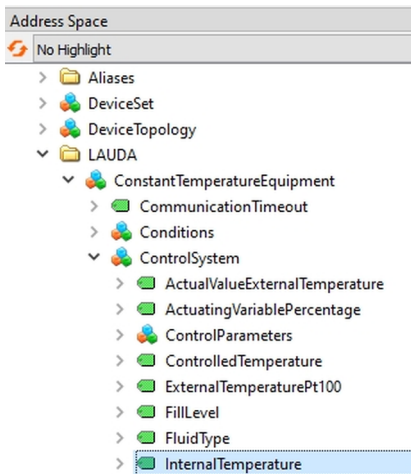 Address Space
No Highlight
Aliases
DeviceSet
DeviceTopology
LAUDA
ConstantTemperatureEquipment
CommunicationTimeout
Conditions
ControlSystem
ActualValueExternalTemperature
ActuatingVariablePercentage
ControlParameters
ControlledTemperature
ExternalTemperaturePt100
FillLevel
FluidType
InternalTemperature